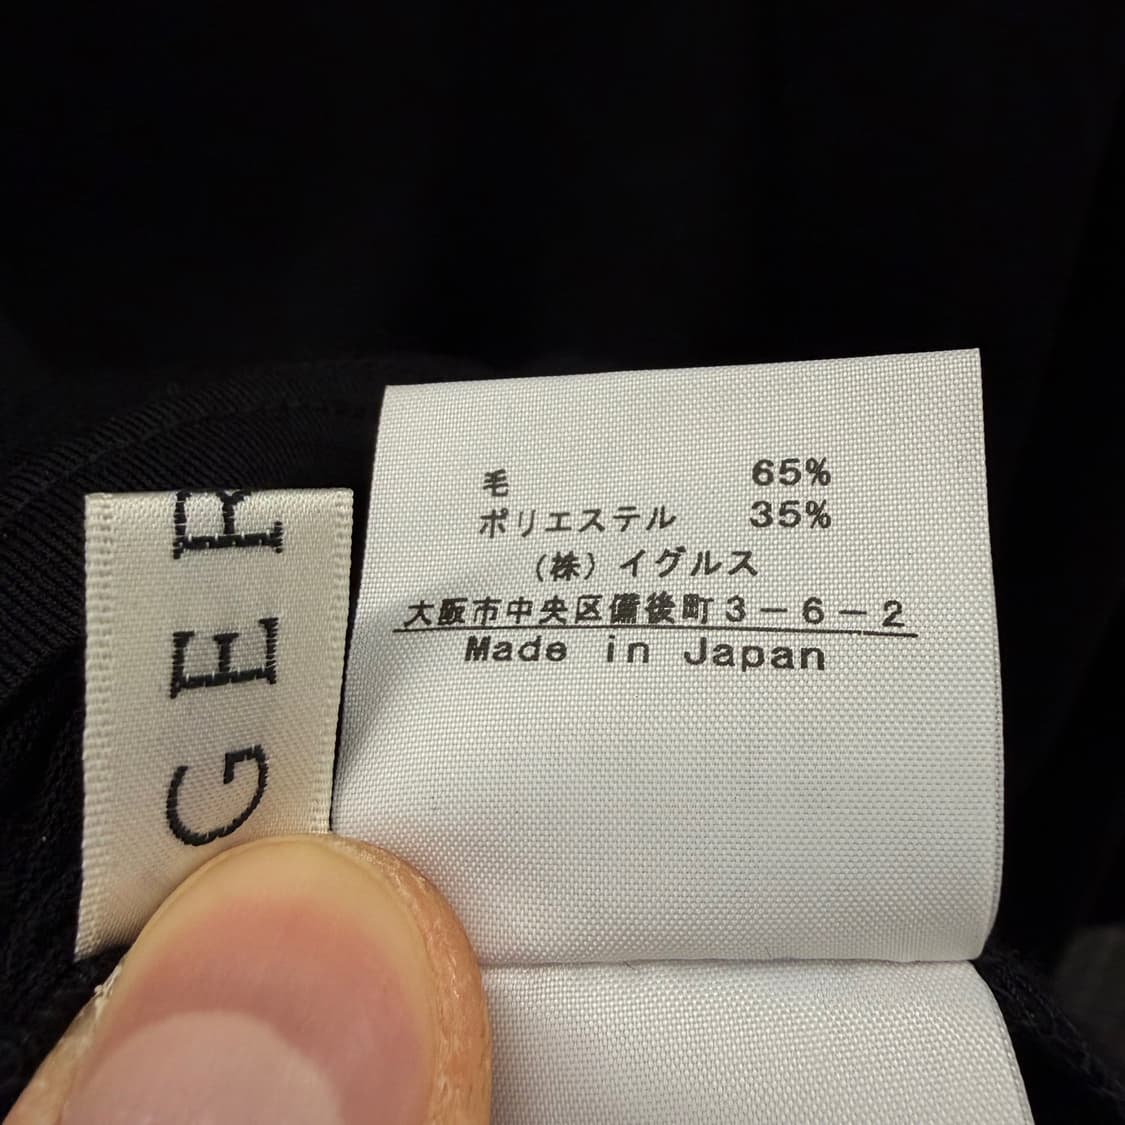 GER
毛 65%
ポリエステル 35%
(株)イグルス
大阪市中央区備後町3-6-2
Made in Japan